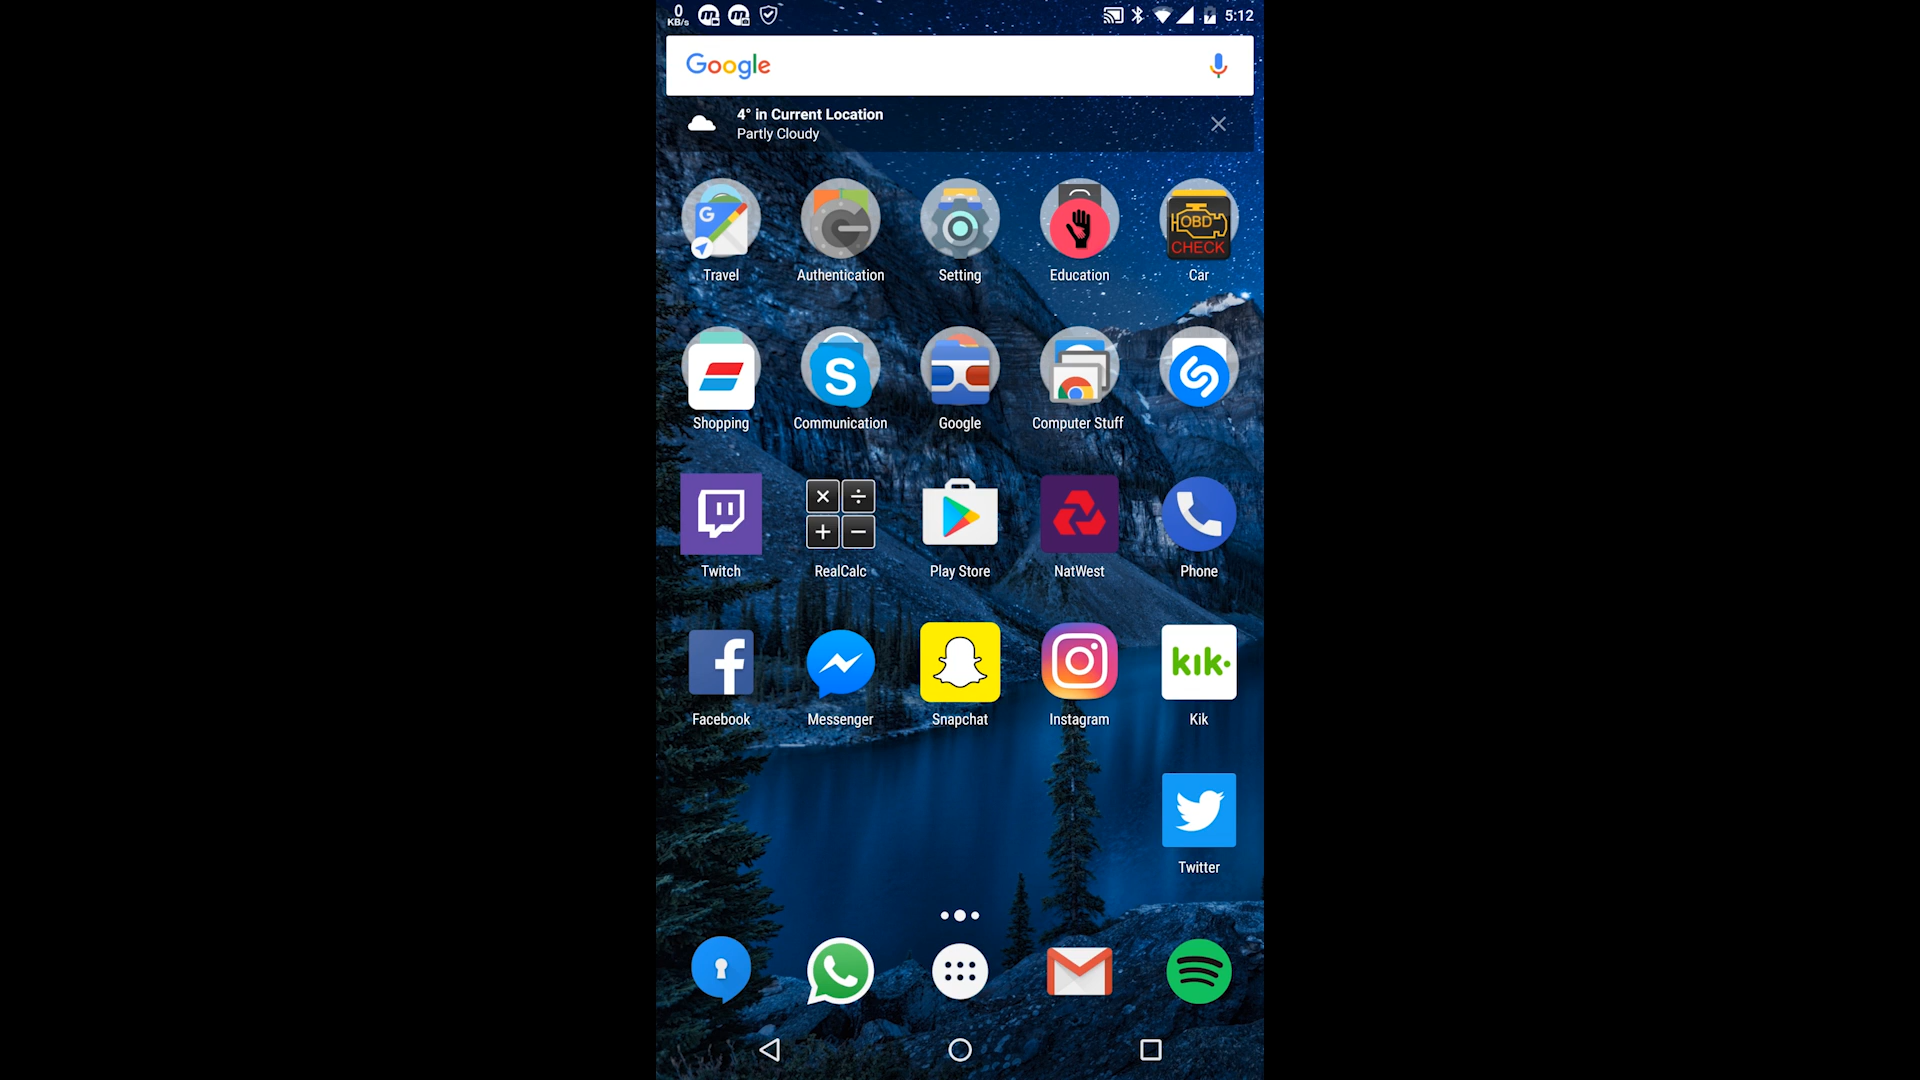 0
KB/s
5:12
Google
4° in Current Location
Partly Cloudy
G
OBD
CHECK
Travel
Authentication
Setting
Education
Car
S
Shopping
Communication
Google
Computer Stuff
Twitch
RealCalc
Play Store
NatWest
Phone
kik·
Facebook
Messenger
Snapchat
Instagram
Kik
Twitter